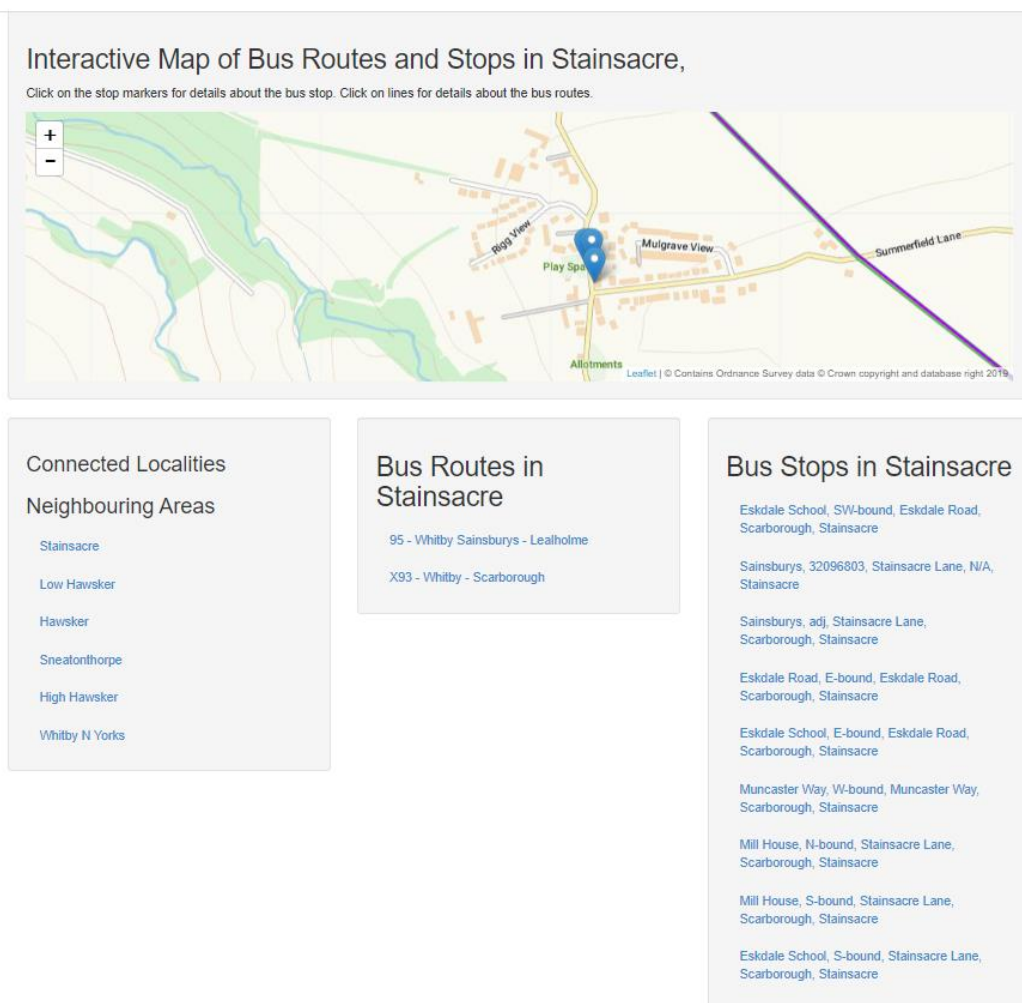 Interactive Map of Bus Routes and Stops in Stainsacre,
Click on the stop markers for details about the bus stop. Click on lines for details about the bus routes.
+
-
Rigg View
Mulgrave View
Summerfield Lane
Play Spa
Allotments
Leaflet | © Contains Ordnance Survey data © Crown copyright and database right 2019
Connected Localities
Neighbouring Areas
Stainsacre
Low Hawsker
Hawsker
Sneatonthorpe
High Hawsker
Whitby N Yorks
Bus Routes in
Stainsacre
95 - Whitby Sainsburys - Lealholme
X93 - Whitby - Scarborough
Bus Stops in Stainsacre
Eskdale School, SW-bound, Eskdale Road,
Scarborough, Stainsacre
Sainsburys, 32096803, Stainsacre Lane, N/A,
Stainsacre
Sainsburys, adj, Stainsacre Lane,
Scarborough, Stainsacre
Eskdale Road, E-bound, Eskdale Road,
Scarborough, Stainsacre
Eskdale School, E-bound, Eskdale Road,
Scarborough, Stainsacre
Muncaster Way, W-bound, Muncaster Way,
Scarborough, Stainsacre
Mill House, N-bound, Stainsacre Lane,
Scarborough, Stainsacre
Mill House, S-bound, Stainsacre Lane,
Scarborough, Stainsacre
Eskdale School, S-bound, Stainsacre Lane,
Scarborough, Stainsacre